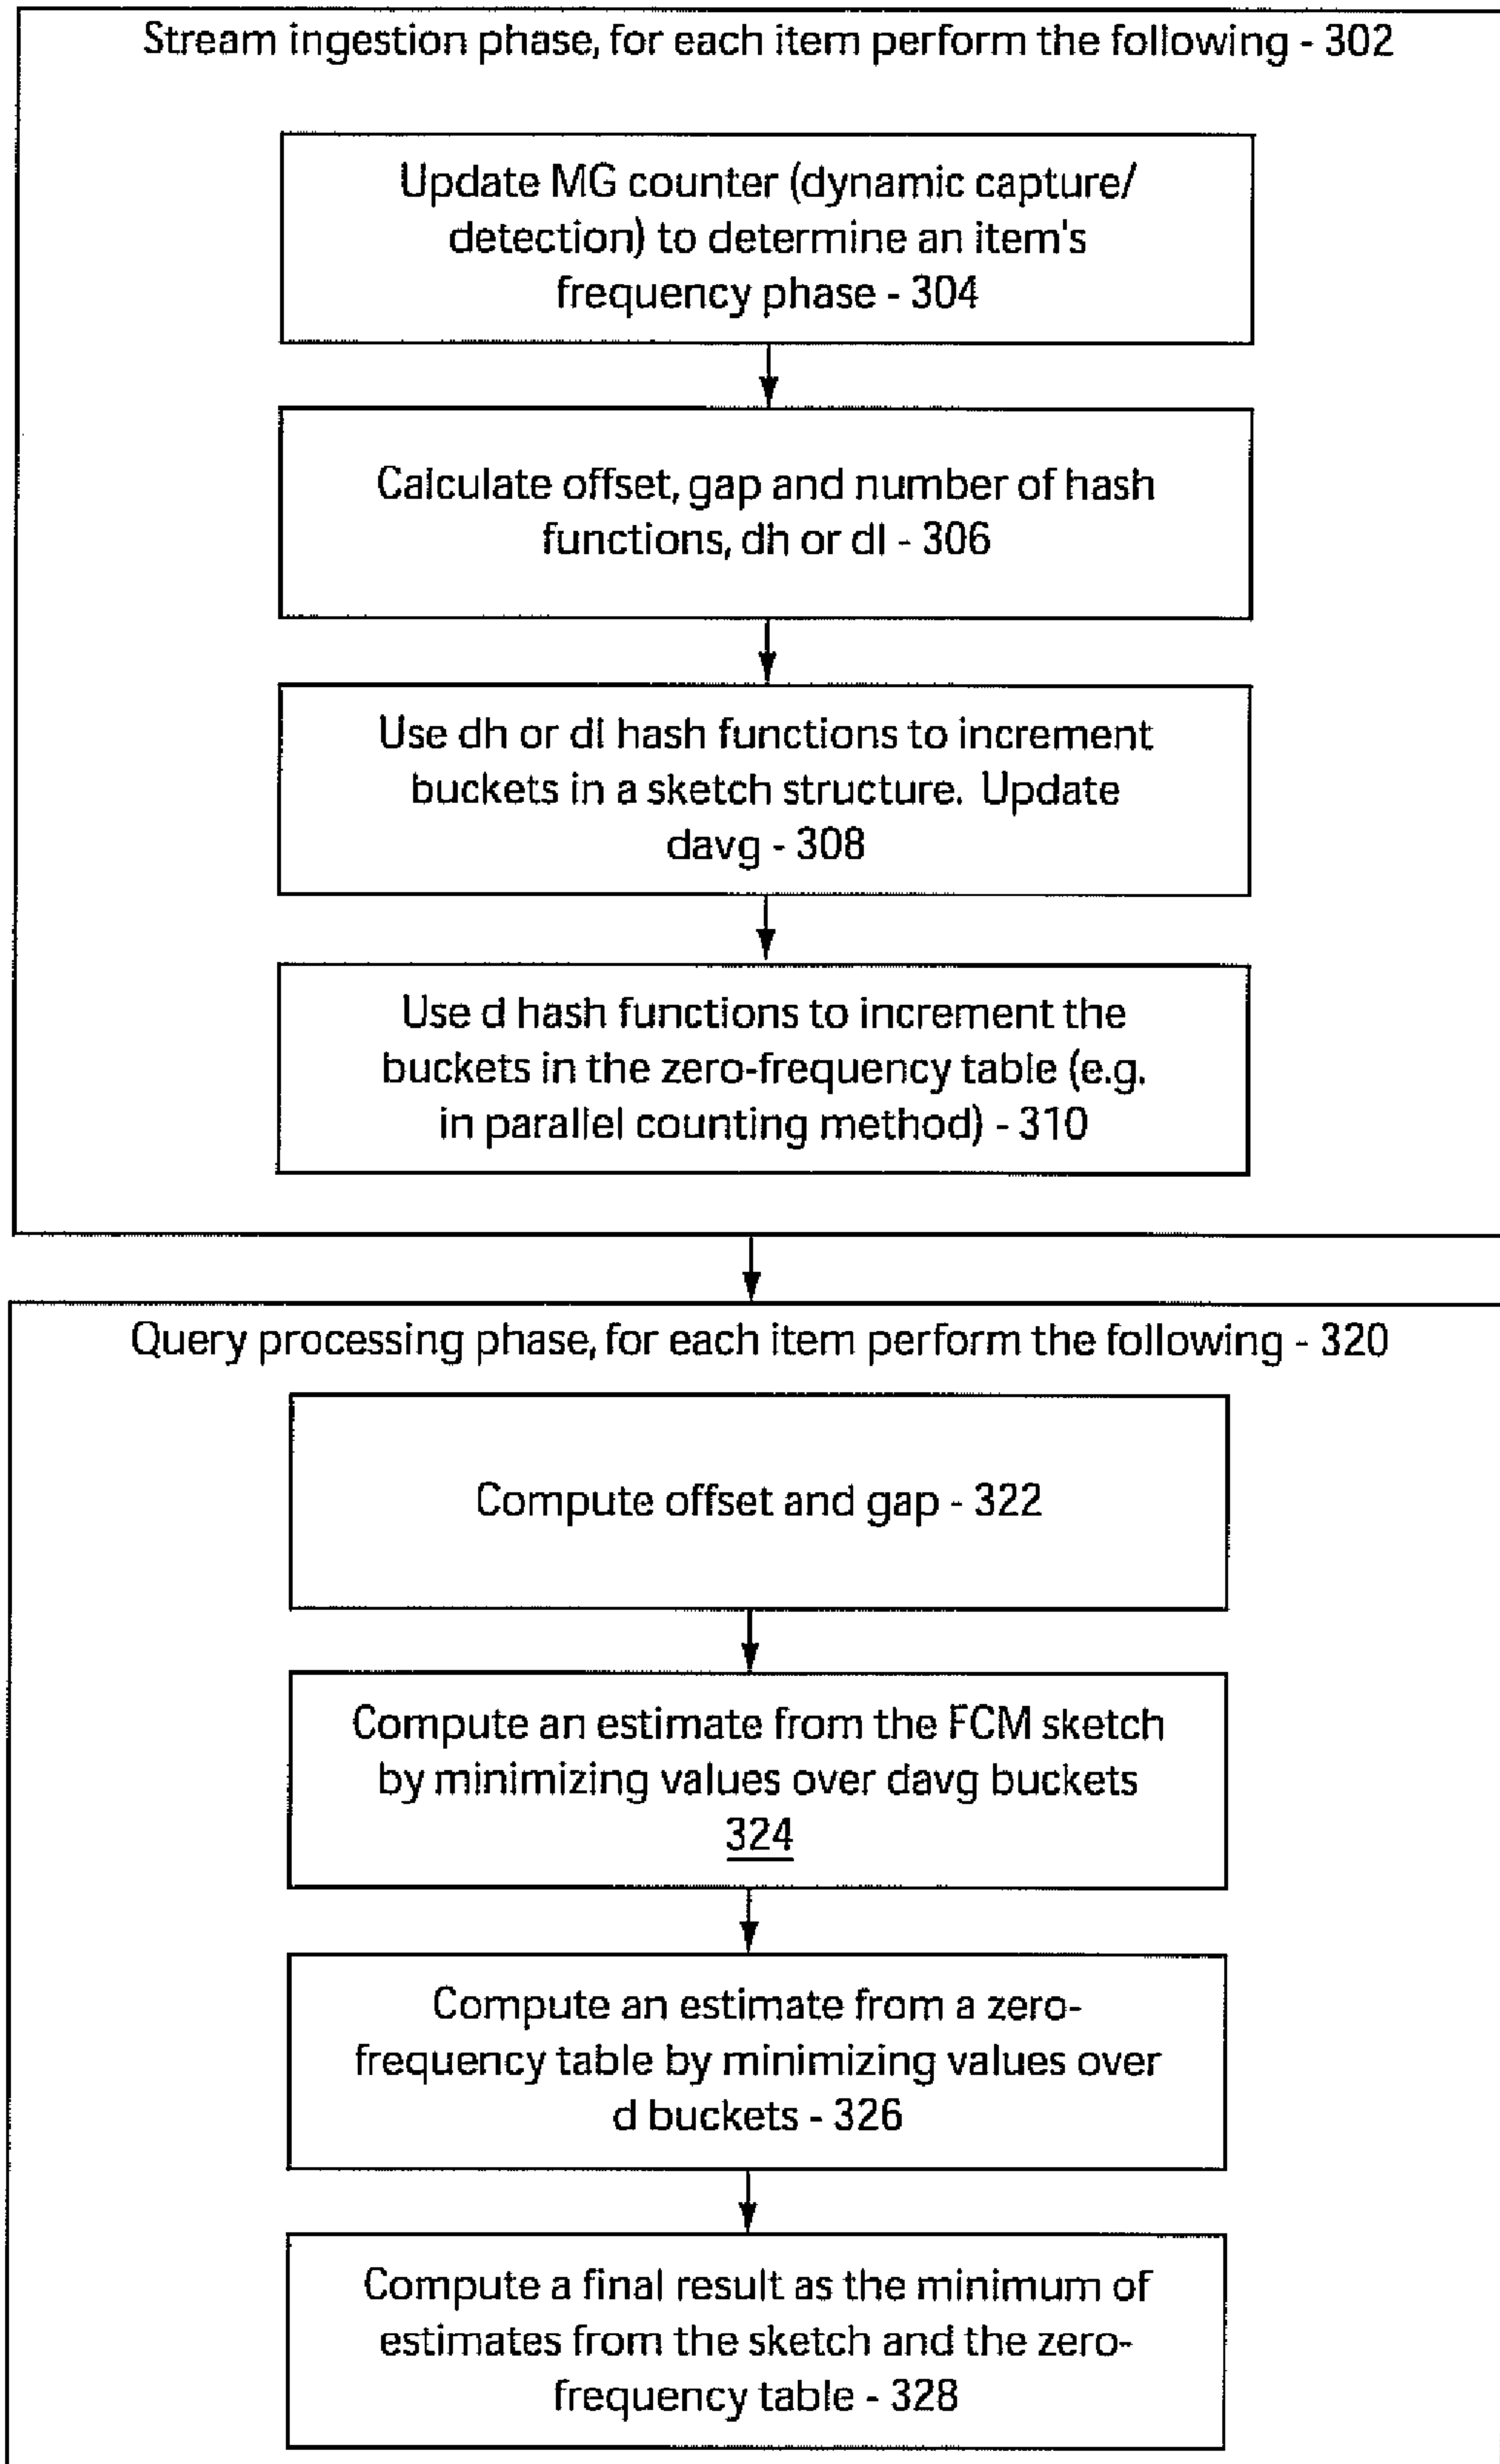 Stream ingestion phase, for each item perform the following - 302
Update MG counter (dynamic capture/
detection) to determine an item's
frequency phase - 304
Calculate offset, gap and number of hash
functions, dh or dl - 306
Use dh or dl hash functions to increment
buckets in a sketch structure. Update
davg - 308
Use d hash functions to increment the
buckets in the zero-frequency table (e.g.
in parallel counting method) - 310
Query processing phase, for each item perform the following - 320
Compute offset and gap - 322
Compute an estimate from the FCM sketch
by minimizing values over davg buckets
324
Compute an estimate from a zero-
frequency table by minimizing values over
d buckets - 326
Compute a final result as the minimum of
estimates from the sketch and the zero-
frequency table - 328